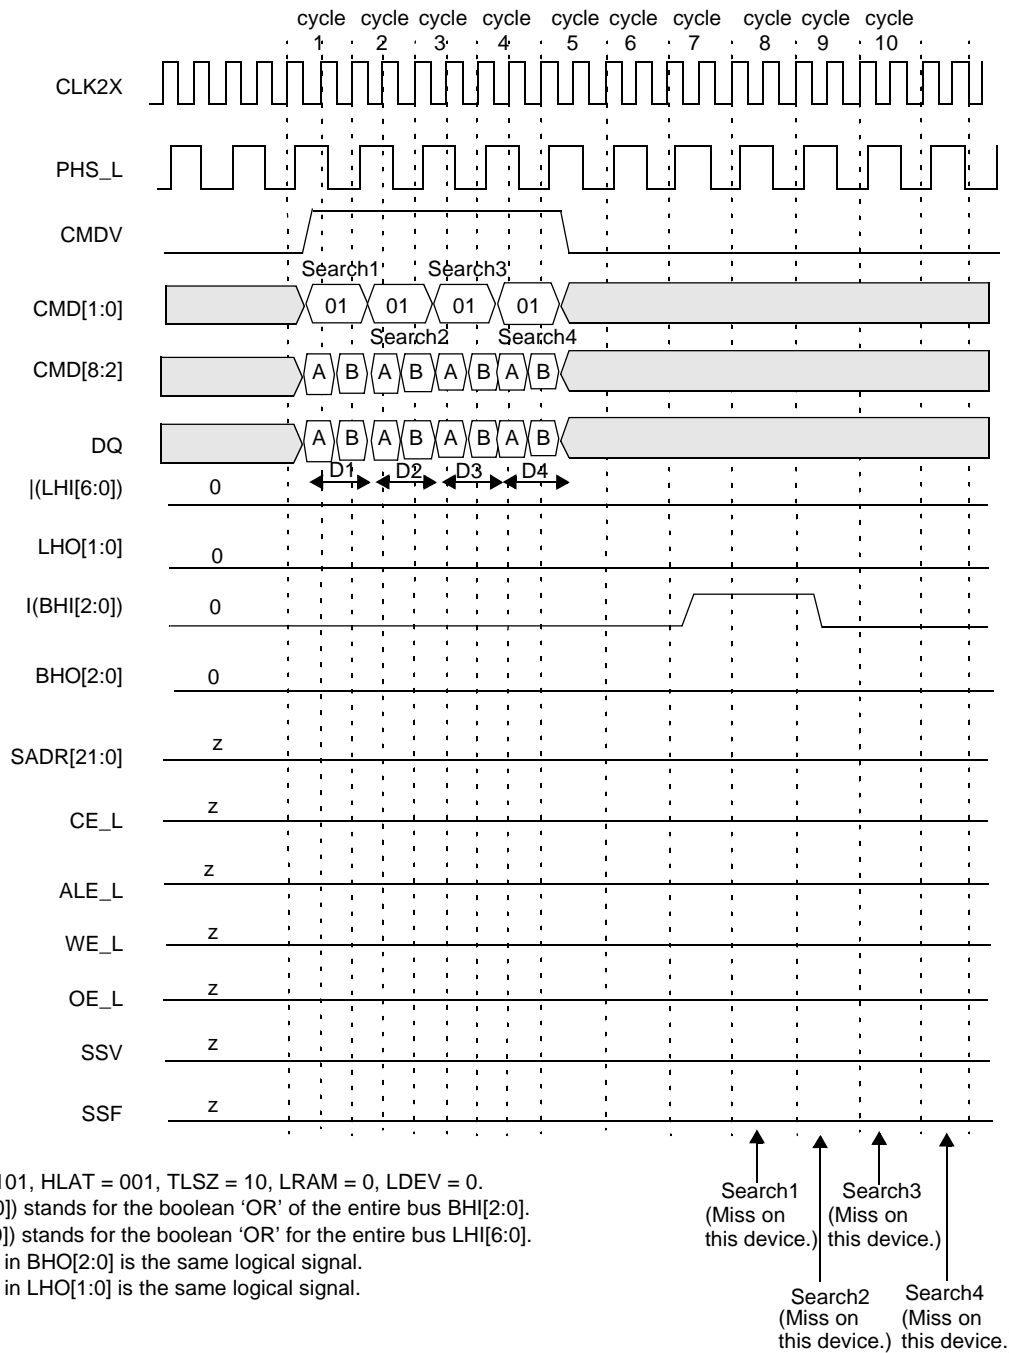 cycle cycle cycle cycle cycle cycle cycle cycle cycle cycle
1 2 3 4 5 6 7 8 9 10
CLK2X
PHS_L
CMDV
Search1 Search3
CMD[1:0] 01 01 01 01
Search2 Search4
CMD[8:2] A B A B A B A B
DQ A B A B A B A B
D1 D2 D3 D4
|(LHI[6:0]) 0
LHO[1:0] 0
I(BHI[2:0]) 0
BHO[2:0] 0
SADR[21:0] z
CE_L z
ALE_L z
WE_L z
OE_L z
SSV z
SSF z
101, HLAT = 001, TLSZ = 10, LRAM = 0, LDEV = 0.
0]) stands for the boolean ‘OR’ of the entire bus BHI[2:0].
0]) stands for the boolean ‘OR’ for the entire bus LHI[6:0].
in BHO[2:0] is the same logical signal.
in LHO[1:0] is the same logical signal.
Search1
(Miss on
this device.)
Search3
(Miss on
this device.)
Search2
(Miss on
this device.)
Search4
(Miss on
this device.